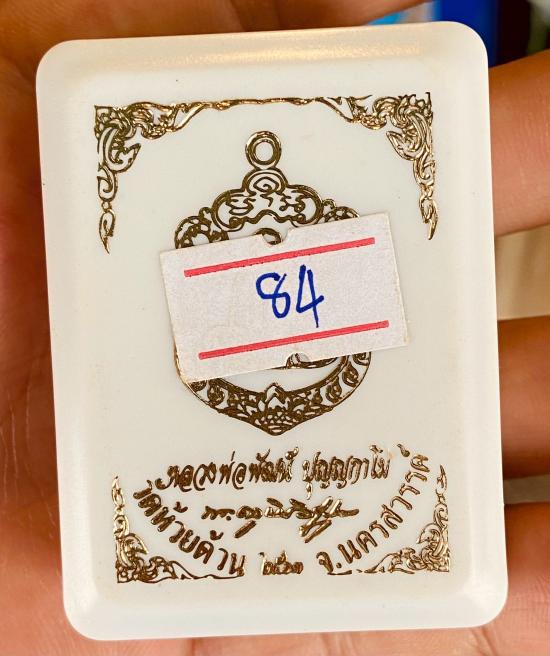 84
หลวงพ่อพัฒน์ ปุญญกาโม
วัดห้วยด้วน ๒๕๖๓ จ.นครสวรรค์